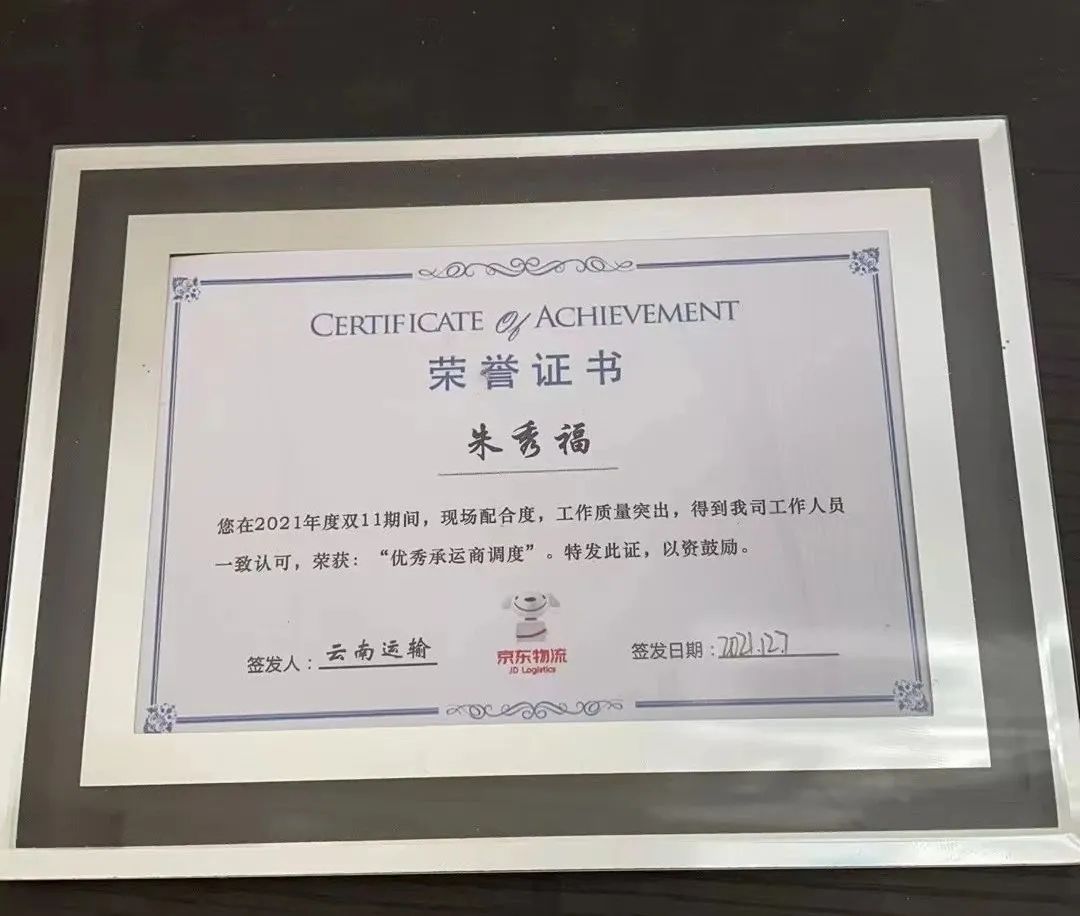 CERTIFICATE Of ACHIEVEMENT
荣誉证书
朱秀福
您在2021年度双11期间，现场配合度，工作质量突出，得到我司工作人员
一致认可，荣获：“优秀承运商调度”。特发此证，以资鼓励。
京东物流
JD Logistics
签发人：云南运输
签发日期：2021.12.7